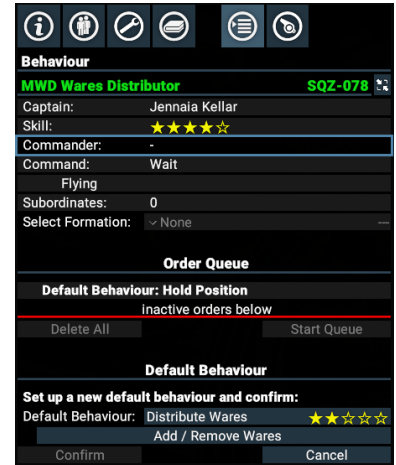 Behaviour
MWD Wares Distributor SQZ-078
Captain: Jennaia Kellar
Skill: ★★★★☆
Commander: -
Command: Wait
Flying
Subordinates: 0
Select Formation: None ---
Order Queue
Default Behaviour: Hold Position
inactive orders below
Delete All Start Queue
Default Behaviour
Set up a new default behaviour and confirm:
Default Behaviour: Distribute Wares ★★☆☆☆
Add / Remove Wares
Confirm Cancel